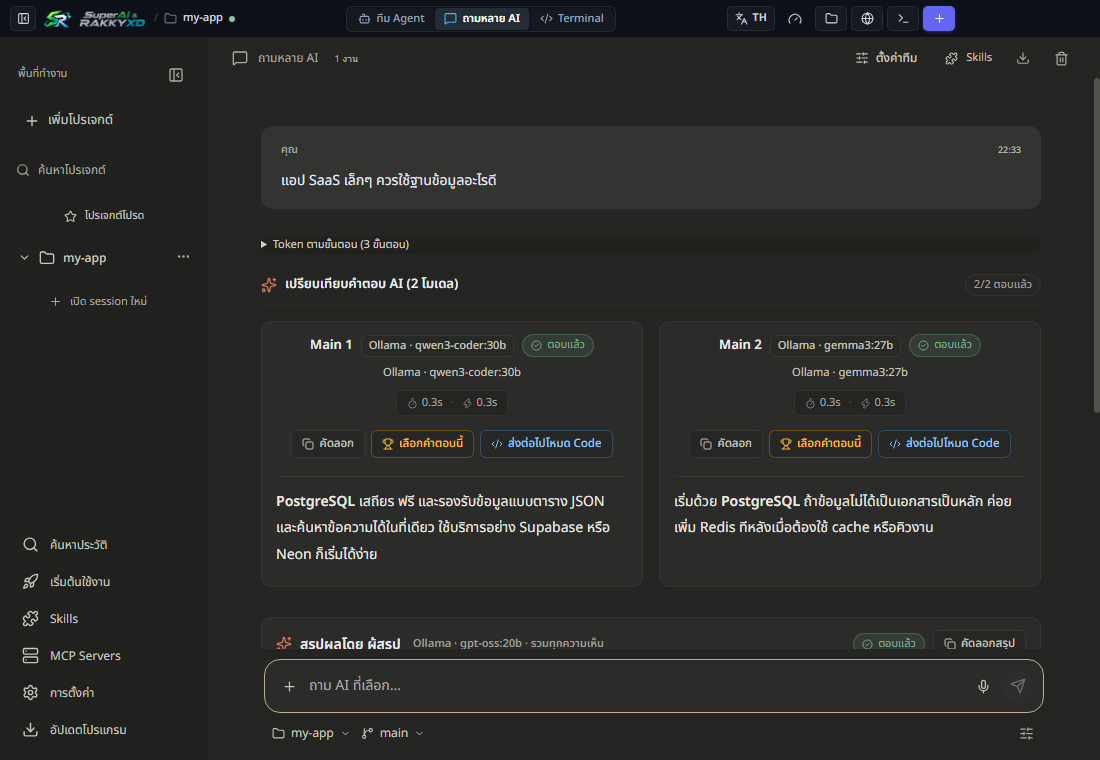 SR SuperAi & RAKKYXD / my-app
ทีม Agent
ถามหลาย AI
Terminal
TH
พื้นที่ทำงาน
เพิ่มโปรเจกต์
ค้นหาโปรเจกต์
โปรเจกต์โปรด
my-app
เปิด session ใหม่
ค้นหาประวัติ
เริ่มต้นใช้งาน
Skills
MCP Servers
การตั้งค่า
อัปเดตโปรแกรม
ถามหลาย AI 1 งาน
ตั้งค่าทีม
Skills
คุณ 22:33
แอป SaaS เล็กๆ ควรใช้ฐานข้อมูลอะไรดี
Token ตามขั้นตอน (3 ขั้นตอน)
เปรียบเทียบคำตอบ AI (2 โมเดล) 2/2 ตอบแล้ว
Main 1 Ollama · qwen3-coder:30b ตอบแล้ว
Ollama · qwen3-coder:30b
0.3s · 0.3s
คัดลอก เลือกคำตอบนี้ ส่งต่อไปโหมด Code
PostgreSQL เสถียร ฟรี และรองรับข้อมูลแบบตาราง JSON
และค้นหาข้อความได้ในที่เดียว ใช้บริการอย่าง Supabase หรือ
Neon ก็เริ่มได้ง่าย
Main 2 Ollama · gemma3:27b ตอบแล้ว
Ollama · gemma3:27b
0.3s · 0.3s
คัดลอก เลือกคำตอบนี้ ส่งต่อไปโหมด Code
เริ่มด้วย PostgreSQL ถ้าข้อมูลไม่ได้เป็นเอกสารเป็นหลัก ค่อย
เพิ่ม Redis ทีหลังเมื่อต้องใช้ cache หรือคิวงาน
สรุปผลโดย ผู้สรุป Ollama · gpt-oss:20b · รวมทุกความเห็น ตอบแล้ว คัดลอกสรุป
ถาม AI ที่เลือก...
my-app main